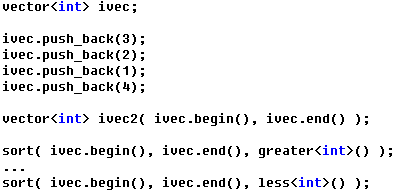 vector<int> ivec;
ivec.push_back(3);
ivec.push_back(2);
ivec.push_back(1);
ivec.push_back(4);
vector<int> ivec2( ivec.begin(), ivec.end() );
sort( ivec.begin(), ivec.end(), greater<int>() );
...
sort( ivec.begin(), ivec.end(), less<int>() );